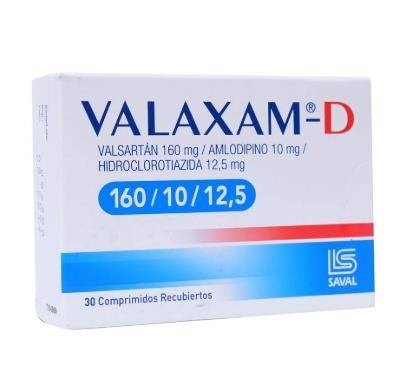 VALAXAM®-D
VALSARTÁN 160 mg / AMLODIPINO 10 mg /
HIDROCLOROTIAZIDA 12,5 mg
160/10/12,5
SAVAL
30 Comprimidos Recubiertos